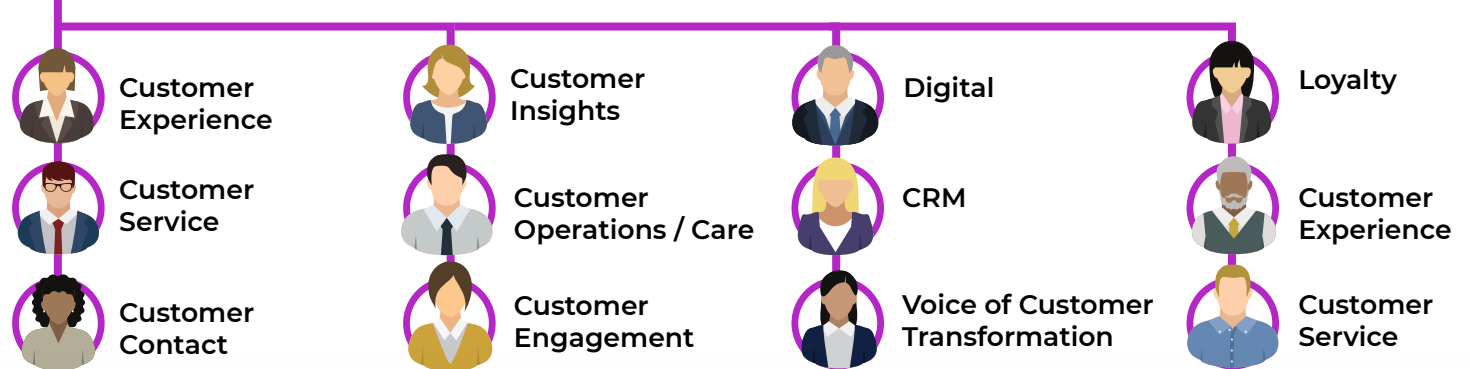 Customer
Experience
Customer
Service
Customer
Contact
Customer
Insights
Customer
Operations / Care
Customer
Engagement
Digital
CRM
Voice of Customer
Transformation
Loyalty
Customer
Experience
Customer
Service